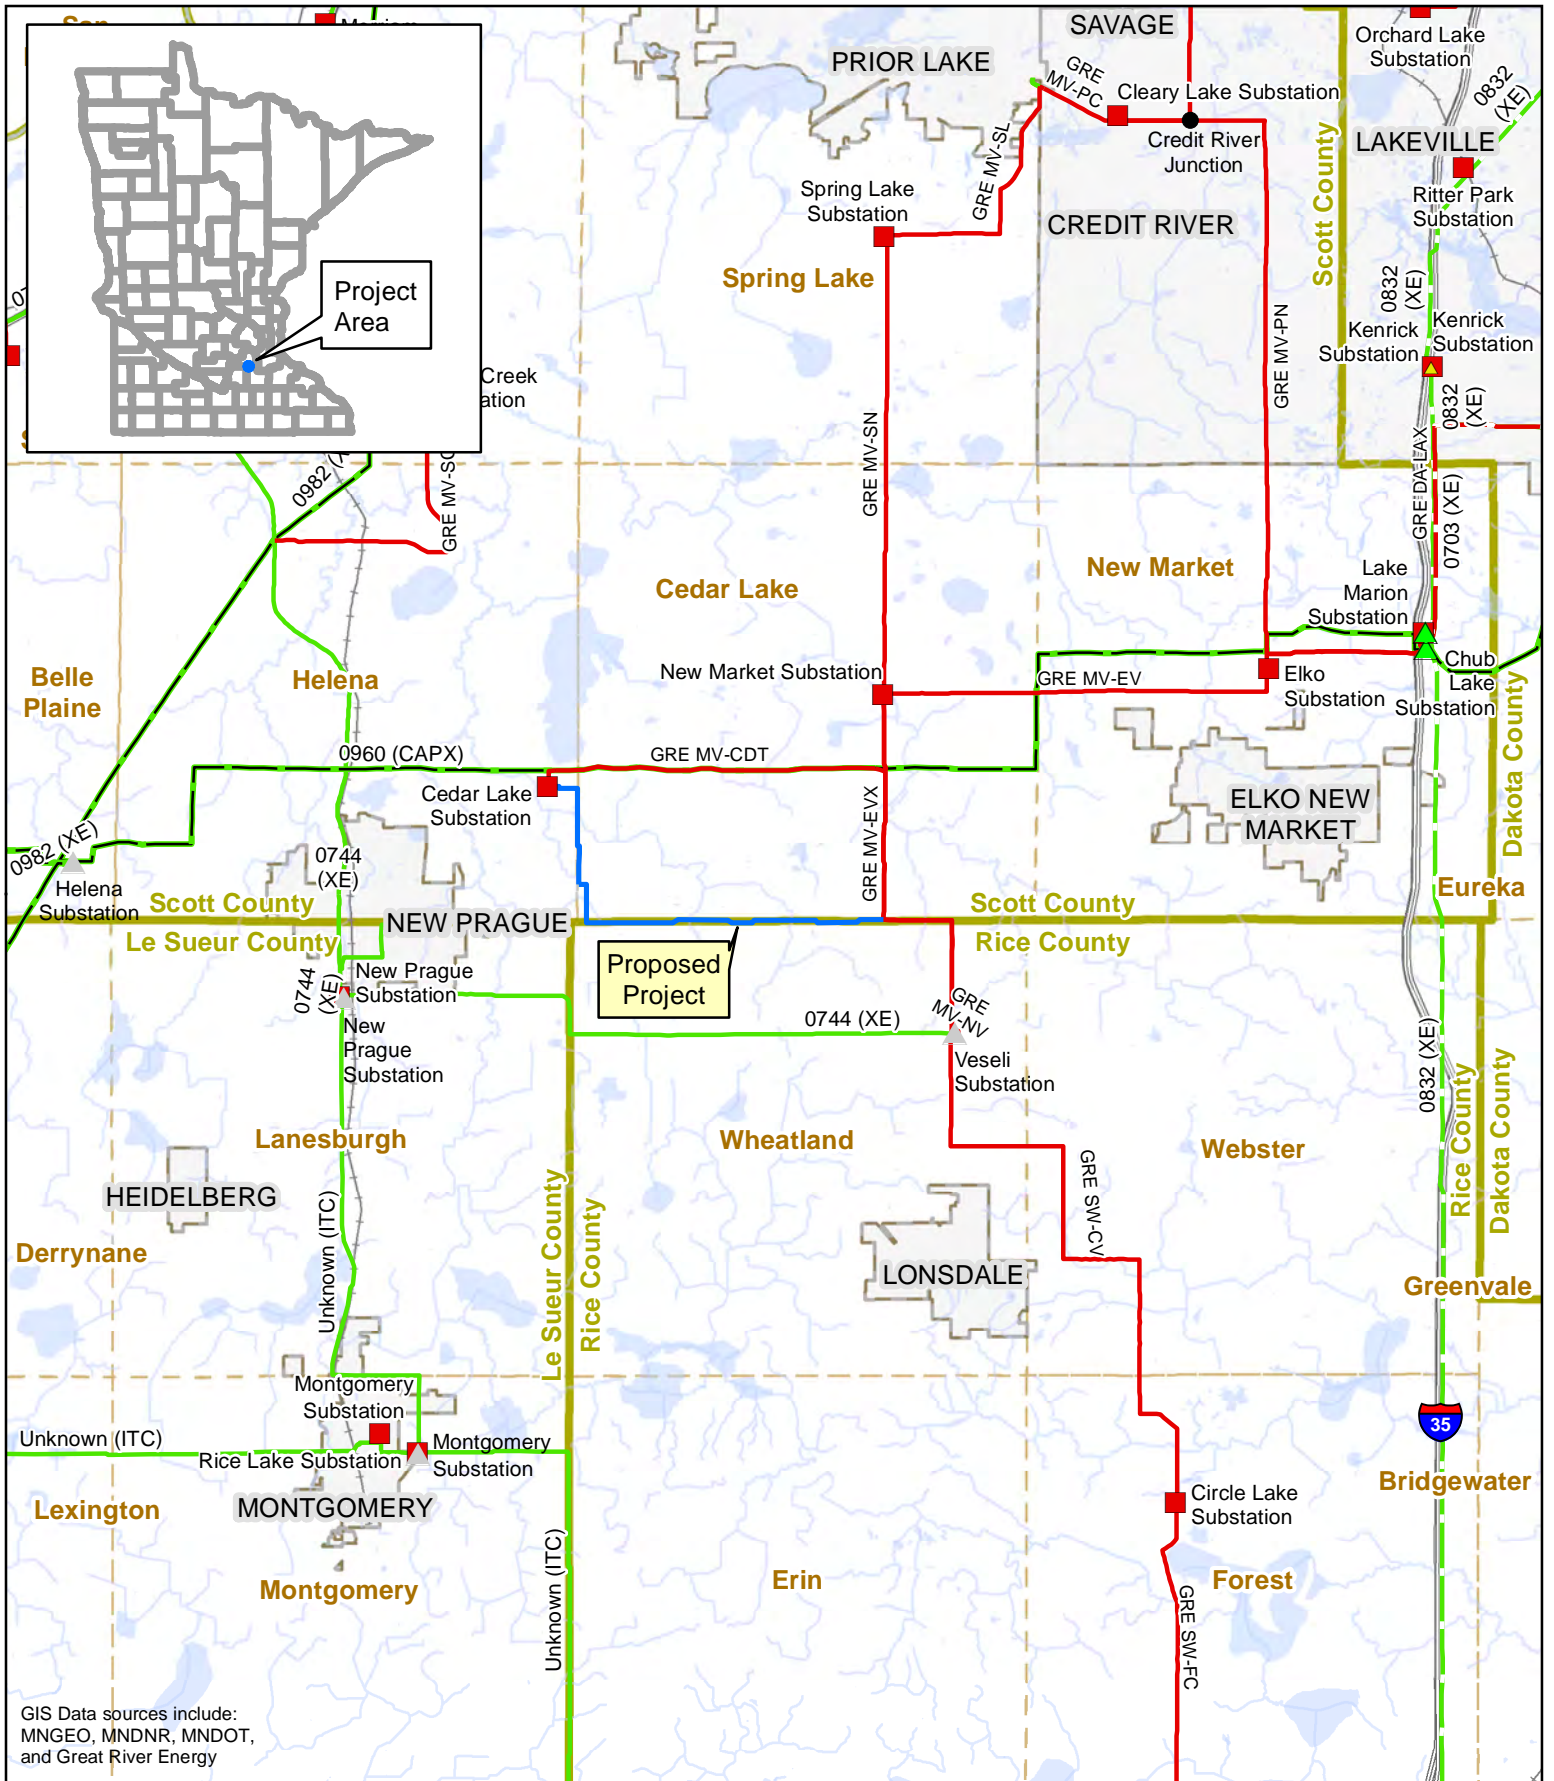 SAVAGE
PRIOR LAKE
GRE
MV-PC
Cleary Lake Substation
Orchard Lake
Substation
0832
(XE)
Credit River
Junction
LAKEVILLE
GRE MV-SL
Spring Lake
Substation
Ritter Park
Substation
CREDIT RIVER
Scott County
Spring Lake
0832
(XE)
Project
Area
Kenrick
Substation
Kenrick
Substation
GRE MV-PN
Creek
ation
0832
(XE)
GRE MV-SN
GRE DA-LAX
0982
GRE MV-SC
0703 (XE)
New Market
Lake
Marion
Substation
Cedar Lake
Belle
Plaine
Helena
New Market Substation
GRE MV-EV
Elko
Substation
Chub
Lake
Substation
Dakota County
0960 (CAPX)
GRE MV-CDT
Cedar Lake
Substation
GRE MV-EVX
ELKO NEW
MARKET
0982 (XE)
0744
(XE)
Helena
Substation
Eureka
Scott County
Scott County
NEW PRAGUE
Le Sueur County
Rice County
Proposed
Project
New Prague
Substation
0744
(XE)
GRE
MV-NV
0744 (XE)
New
Prague
Substation
Veseli
Substation
0832 (XE)
Rice County
Dakota County
Lanesburgh
Wheatland
Webster
HEIDELBERG
GRE SW-CV
Le Sueur County
Rice County
Unknown (ITC)
Derrynane
LONSDALE
Greenvale
Montgomery
Substation
35
Unknown (ITC)
Rice Lake Substation
Montgomery
Substation
Bridgewater
Lexington
MONTGOMERY
Circle Lake
Substation
Unknown (ITC)
Montgomery
Erin
Forest
GRE SW-FC
GIS Data sources include:
MNGEO, MNDNR, MNDOT,
and Great River Energy